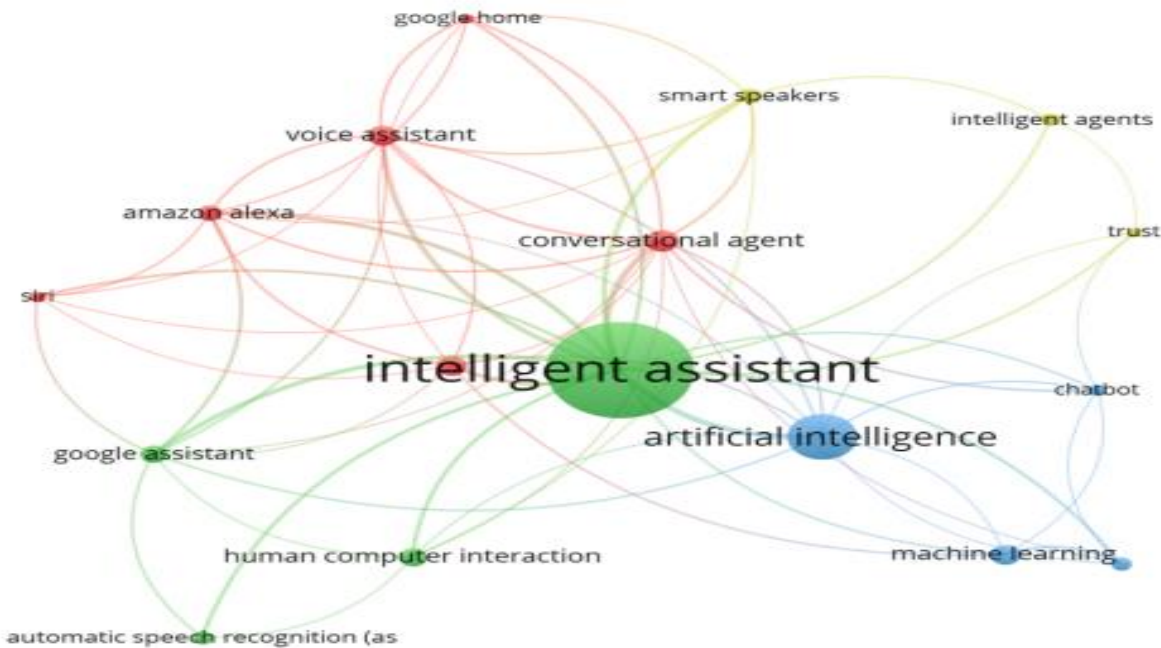 google home
smart speakers
intelligent agents
voice assistant
amazon alexa
trust
conversational agent
siri
intelligent assistant
chatbot
artificial intelligence
google assistant
machine learning
human computer interaction
automatic speech recognition (as